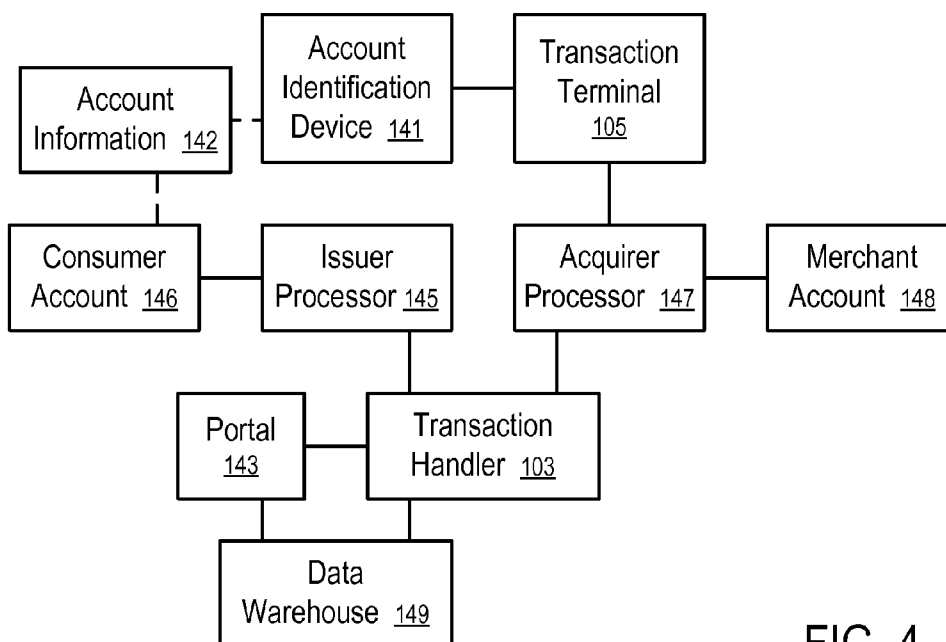 Account
Identification
Device 141
Transaction
Terminal
105
Account
Information 142
Consumer
Account 146
Issuer
Processor 145
Acquirer
Processor 147
Merchant
Account 148
Portal
143
Transaction
Handler 103
Data
Warehouse 149
FIG. 4